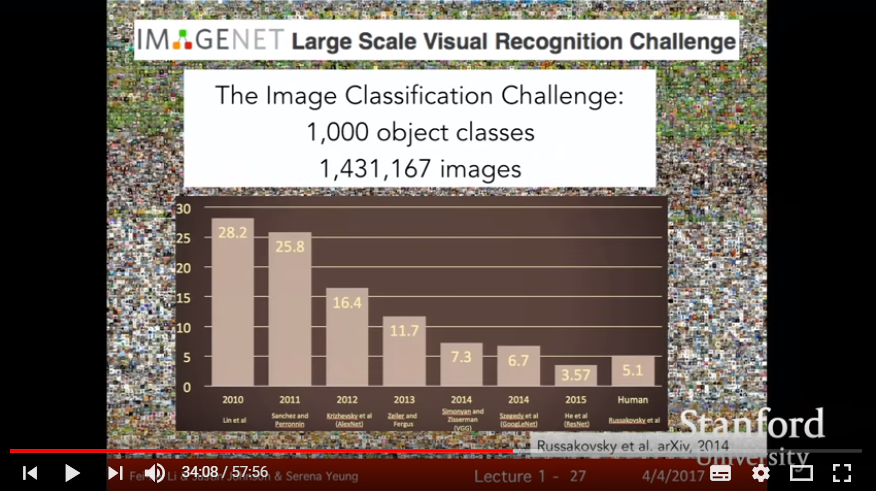 IMAGENET Large Scale Visual Recognition Challenge
The Image Classification Challenge:
1,000 object classes
1,431,167 images
30
25
20
15
10
5
0
28.2
25.8
16.4
11.7
7.3
6.7
3.57
5.1
2010
2011
2012
2013
2014
2014
2015
Human
Lin et al
Sanchez and
Perronnin
Krizhevsky et al
(AlexNet)
Zeiler and
Fergus
Simonyan and
Zisserman
(VGG)
Szegedy et al
(GoogLeNet)
He et al
(ResNet)
Russakovsky et al
Russakovsky et al. arXiv, 2014
Stanford
University
34:08 / 57:56
Li & & Serena Yeung
Lecture 1 - 27
4/4/2017